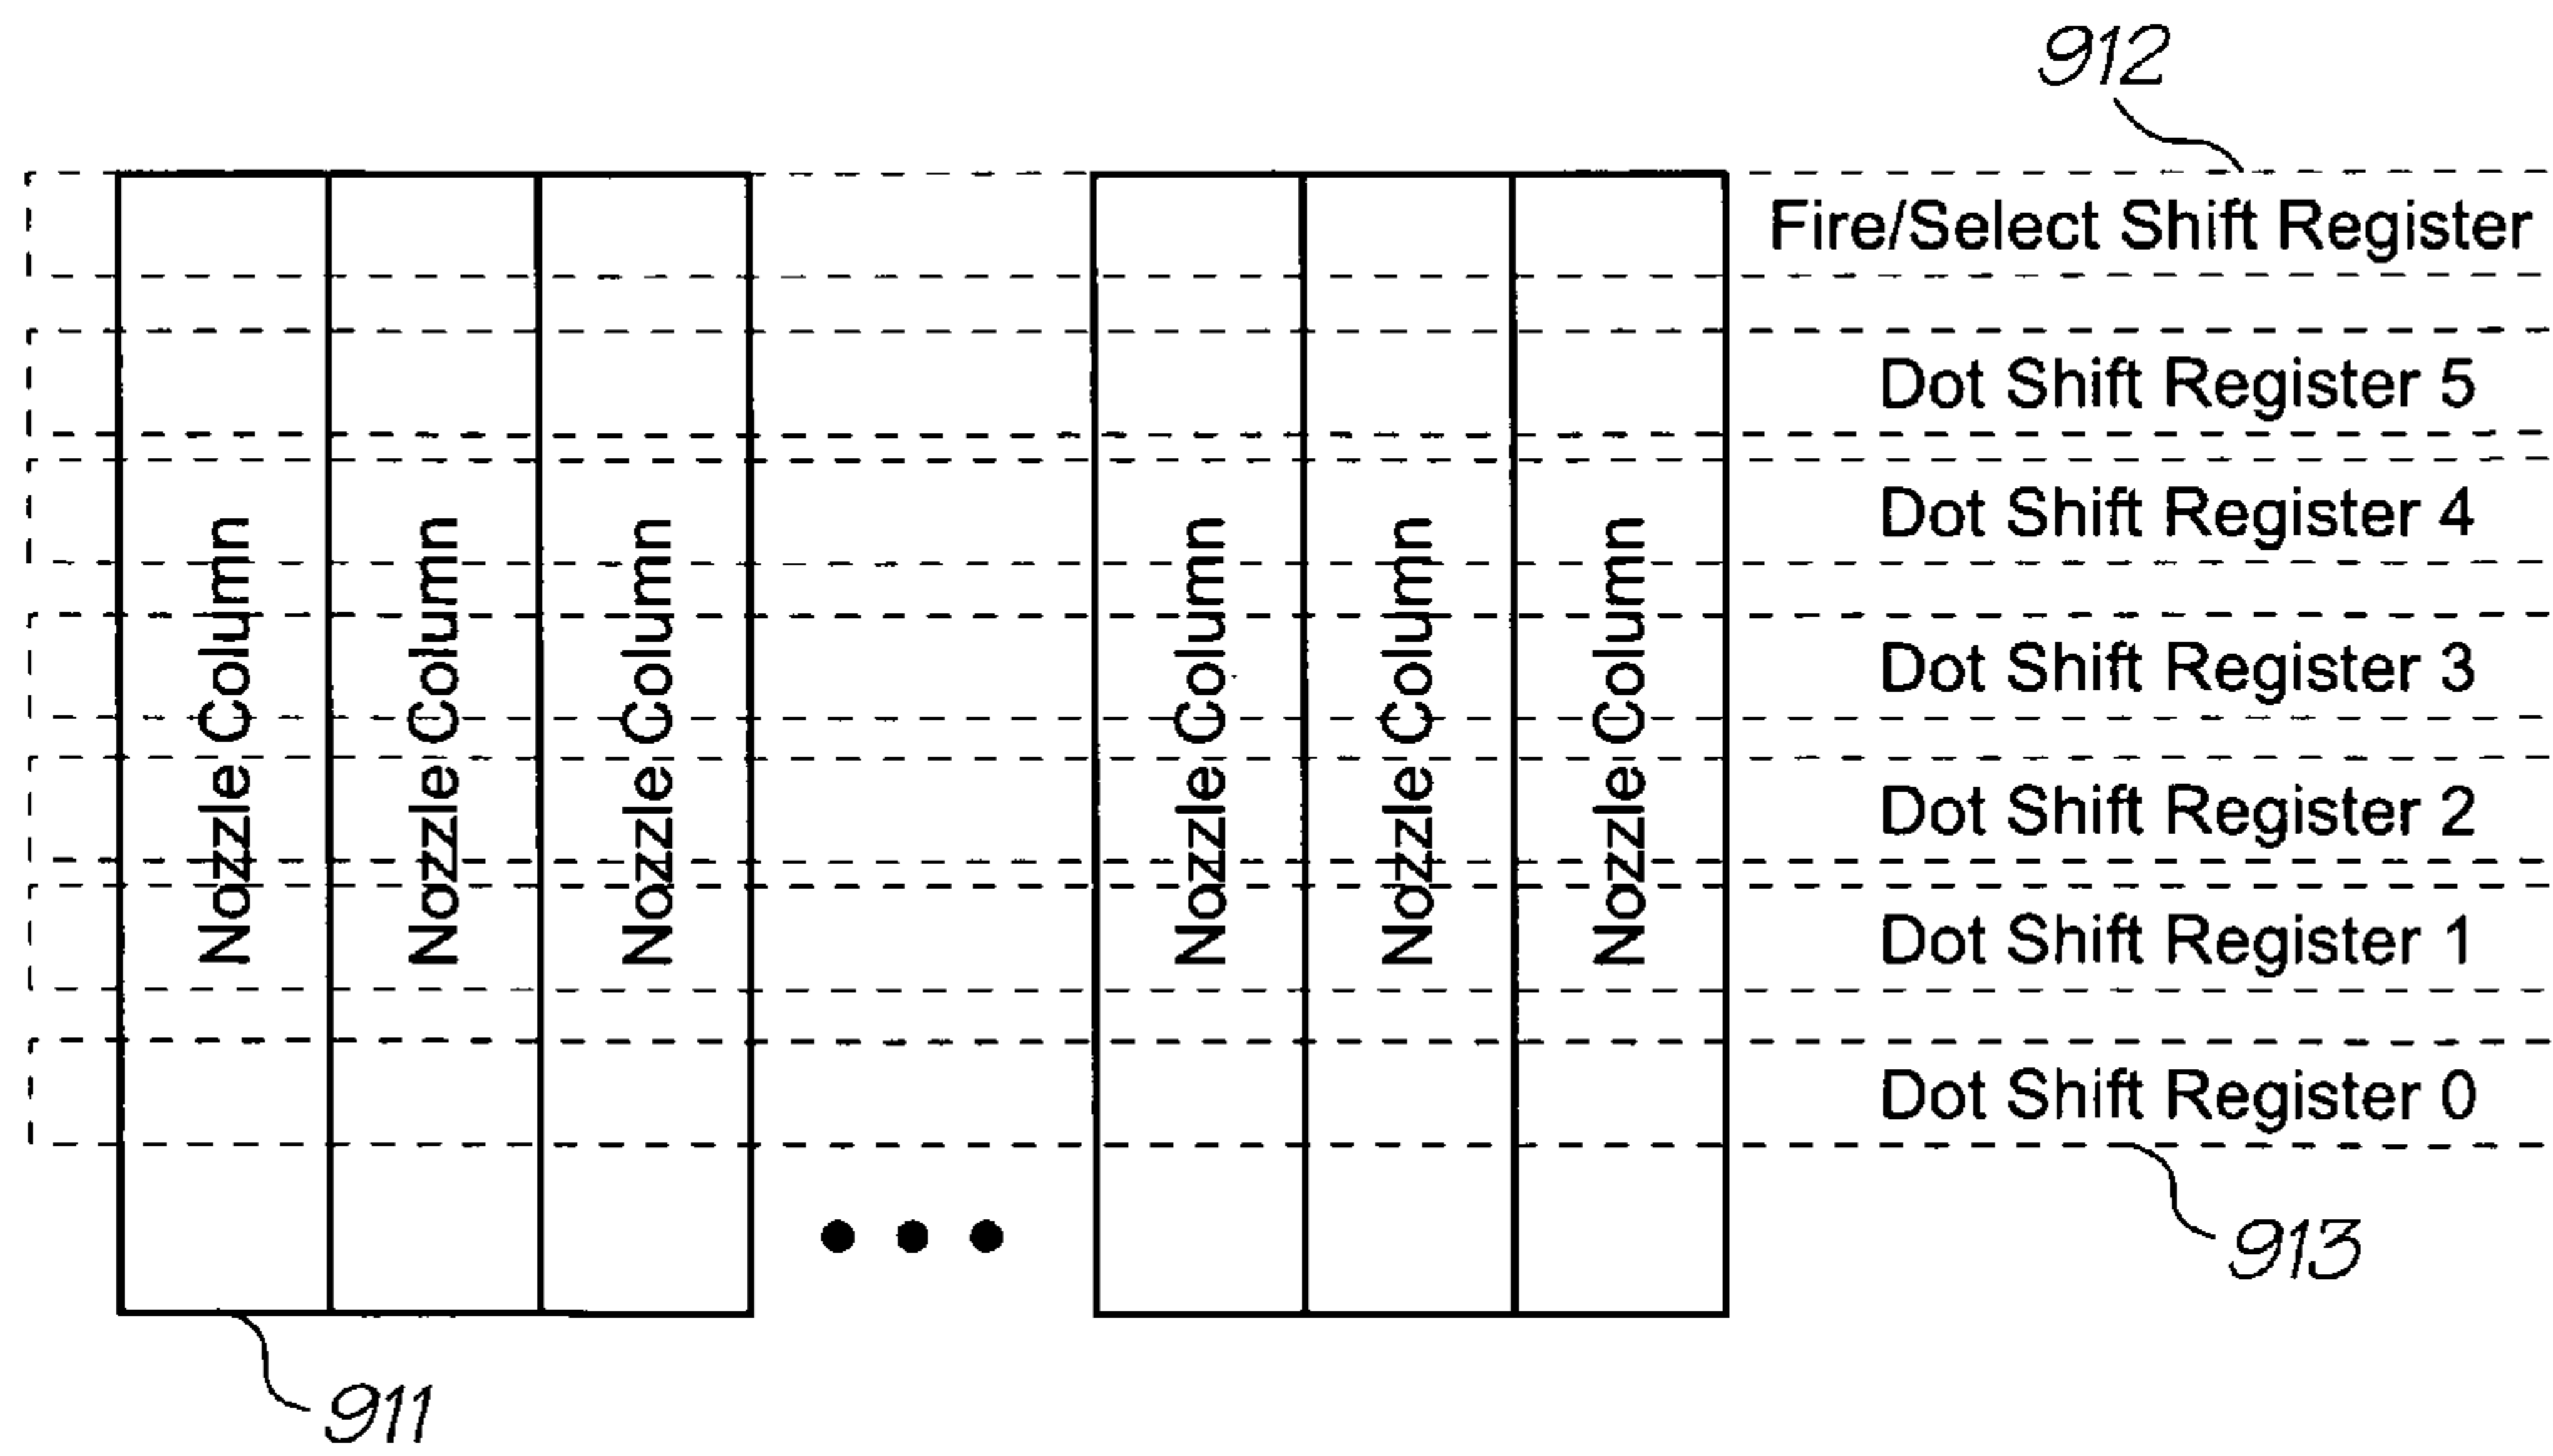 912
Fire/Select Shift Register
Dot Shift Register 5
Dot Shift Register 4
Dot Shift Register 3
Dot Shift Register 2
Dot Shift Register 1
Dot Shift Register 0
Nozzle Column
Nozzle Column
Nozzle Column
Nozzle Column
Nozzle Column
Nozzle Column
913
911